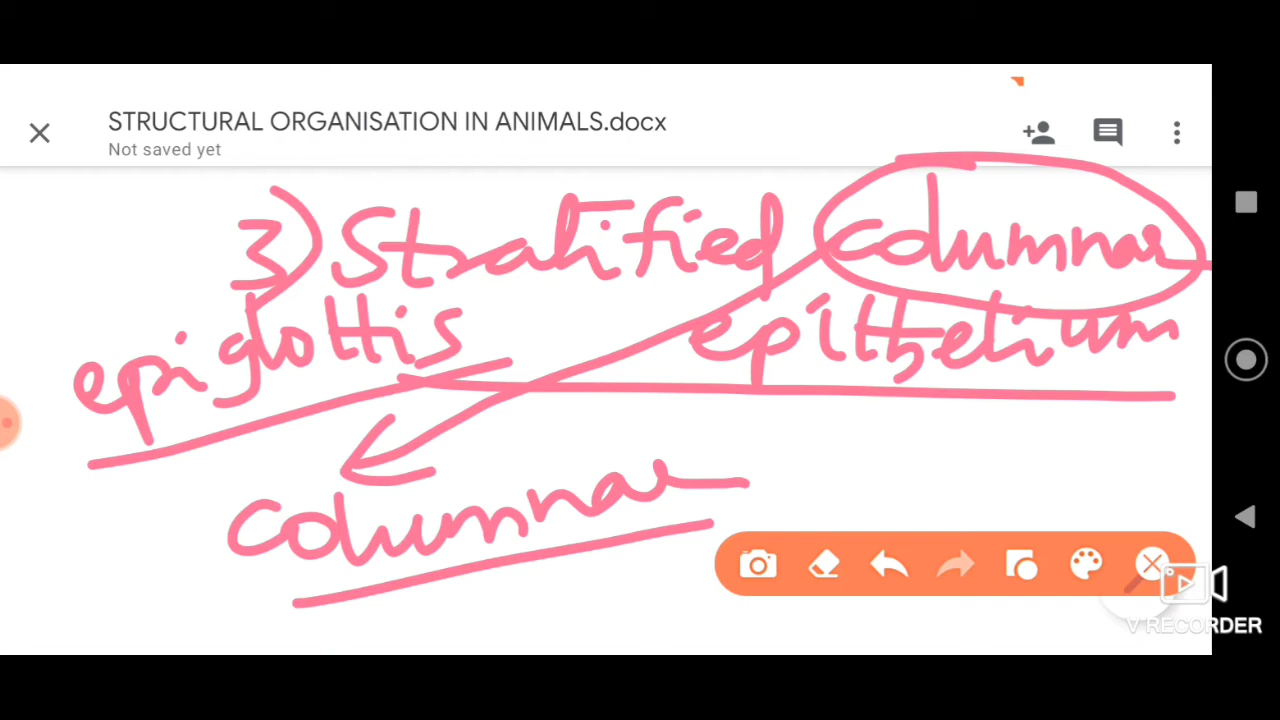 STRUCTURAL ORGANISATION IN ANIMALS.docx
Not saved yet
3) Stratified columnar
epithelium
epiglottis
columnar
V RECORDER